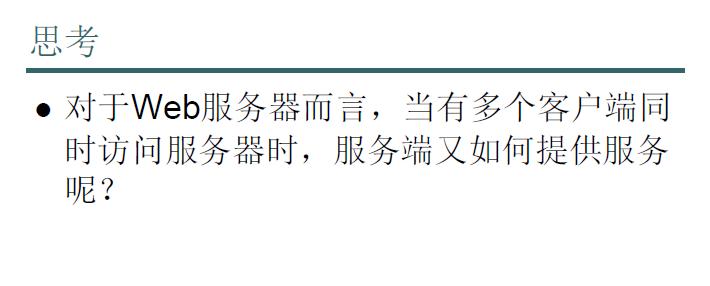 思考
● 对于Web服务器而言，当有多个客户端同
时访问服务器时，服务端又如何提供服务
呢？